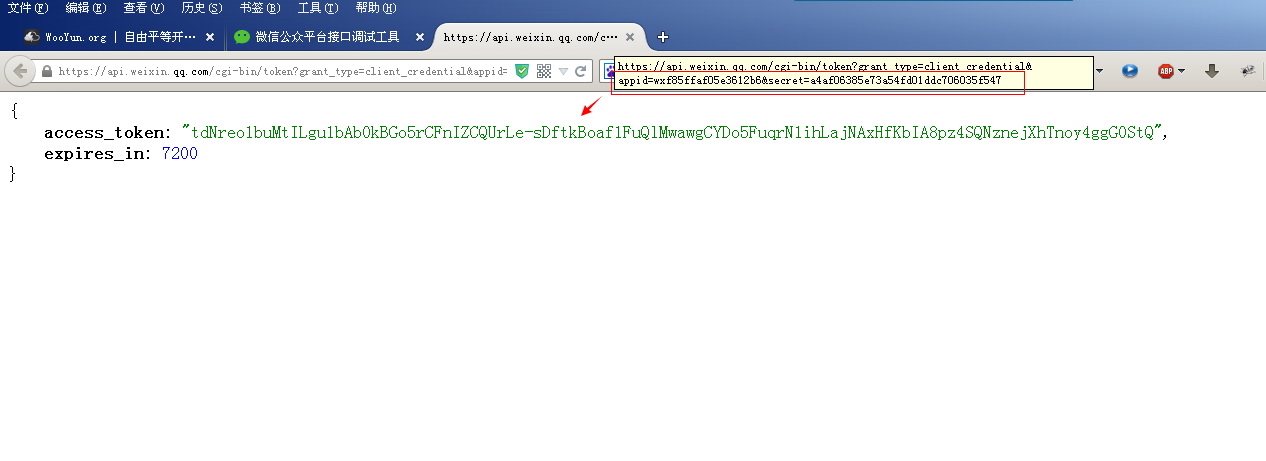 文件(F) 编辑(E) 查看(V) 历史(S) 书签(B) 工具(T) 帮助(H)
WooYun.org | 自由平等开… × 微信公众平台接口调试工具 × https://api.weixin.qq.com/c… × +
https://api.weixin.qq.com/cgi-bin/token?grant_type=client_credential&appid=
https://api.weixin.qq.com/cgi-bin/token?grant_type=client_credential&
appid=wxf85ffaf05e3612b6&secret=a4af06385e73a54fd01ddc706035f547
ABP
{
access_token: "tdNreo1buMtILgu1bAb0kBGo5rCFnIZCQUrLe-sDftkBoaf1FuQlMwawgCYDo5FuqrN1ihLajNAxHfKbIA8pz4SQNznejXhTnoy4ggG0StQ",
expires_in: 7200
}